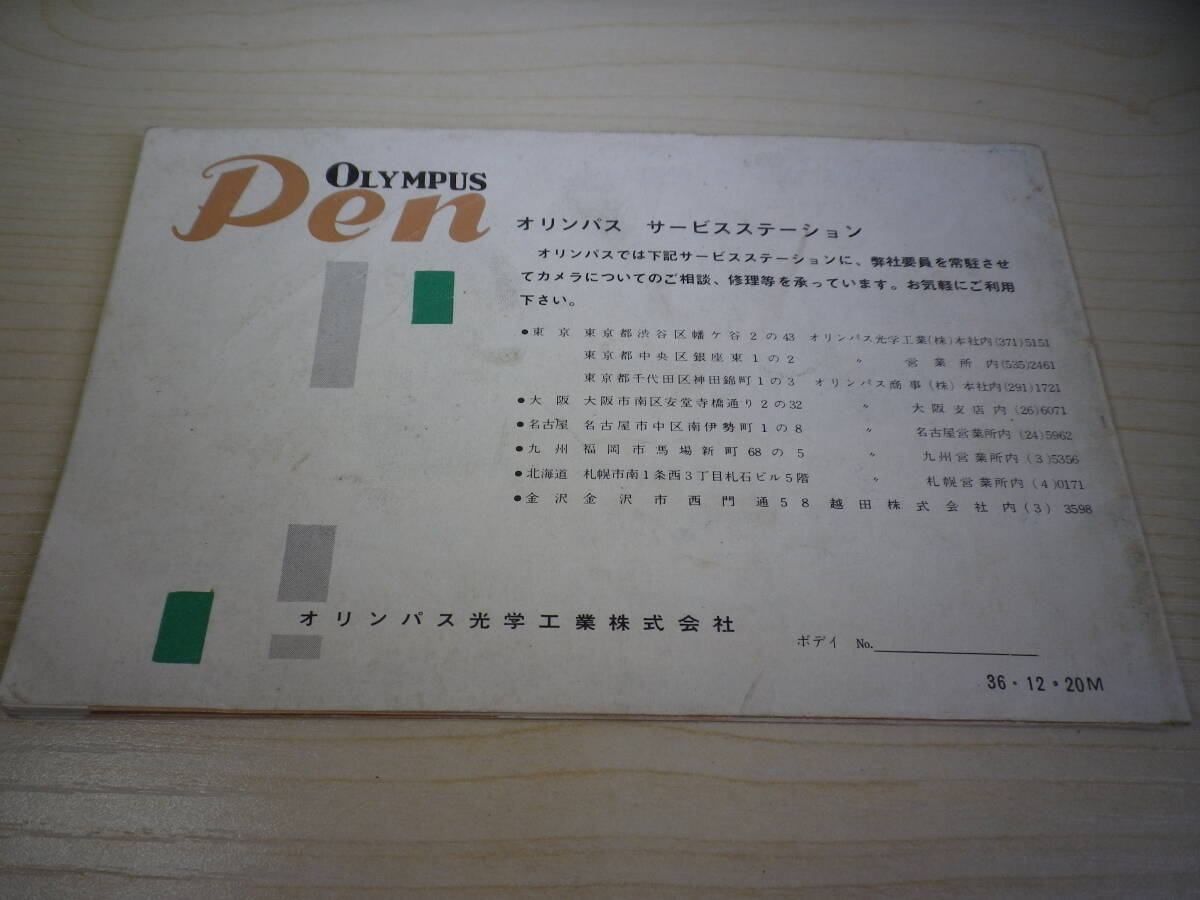 OLYMPUS
Pen
オリンパス サービスステーション
オリンパスでは下記サービスステーションに、弊社要員を常駐させ
てカメラについてのご相談、修理等を承っています。お気軽にご利用
下さい。
●東京 東京都渋谷区幡ケ谷2の43 オリンパス光学工業(株)本社内(371)5151
東京都中央区銀座東1の2 〃 営業所内(535)2461
東京都千代田区神田錦町1の3 オリンパス商事(株)本社内(291)1721
●大阪 大阪市南区安堂寺橋通り2の32 〃 大阪支店内(26)6071
●名古屋 名古屋市中区南伊勢町1の8 〃 名古屋営業所内(24)5962
●九州 福岡市馬場新町68の5 〃 九州営業所内(3)5356
●北海道 札幌市南1条西3丁目札石ビル5階 〃 札幌営業所内(4)0171
●金沢 金沢市西門通58 越田株式会社内(3)3598
オリンパス光学工業株式会社
ボデイ No.
36・12・20M